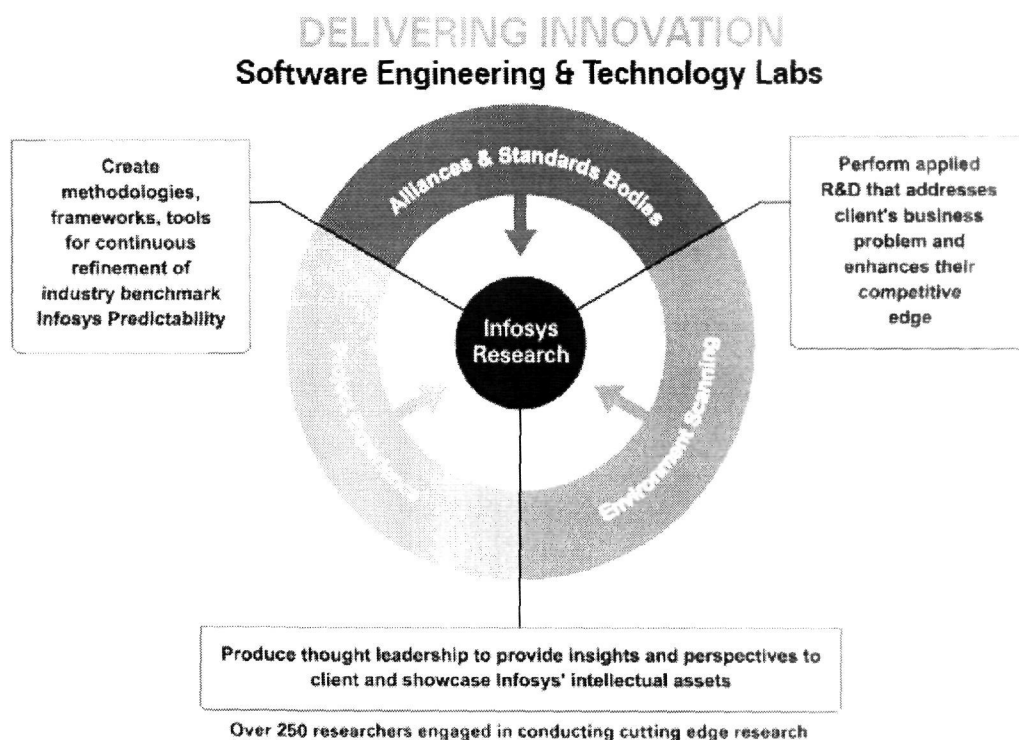 DELIVERING INNOVATION
Software Engineering & Technology Labs
Create
methodologies,
frameworks, tools
for continuous
refinement of
industry benchmark
Infosys Predictability
Alliances & Standards Bodies
Perform applied
R&D that addresses
client's business
problem and
enhances their
competitive
edge
Infosys
Research
Environment Scanning
Produce thought leadership to provide insights and perspectives to
client and showcase Infosys' intellectual assets
Over 250 researchers engaged in conducting cutting edge research